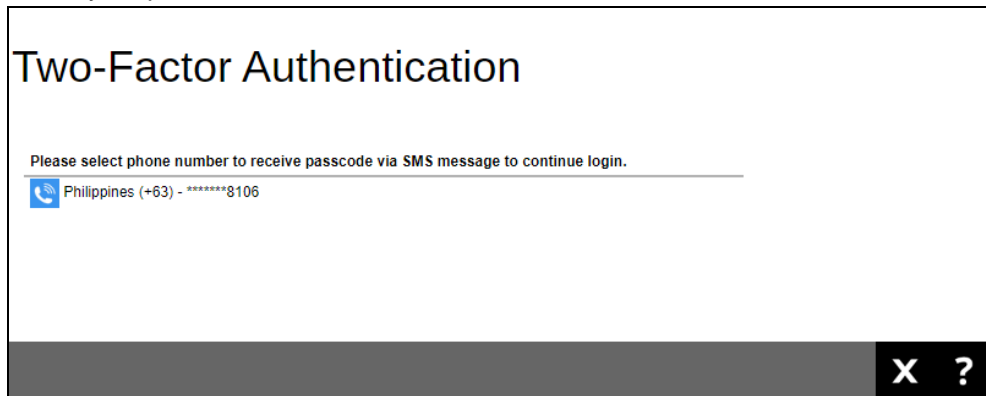 Two-Factor Authentication
Please select phone number to receive passcode via SMS message to continue login.
Philippines (+63) - *******8106
X ?